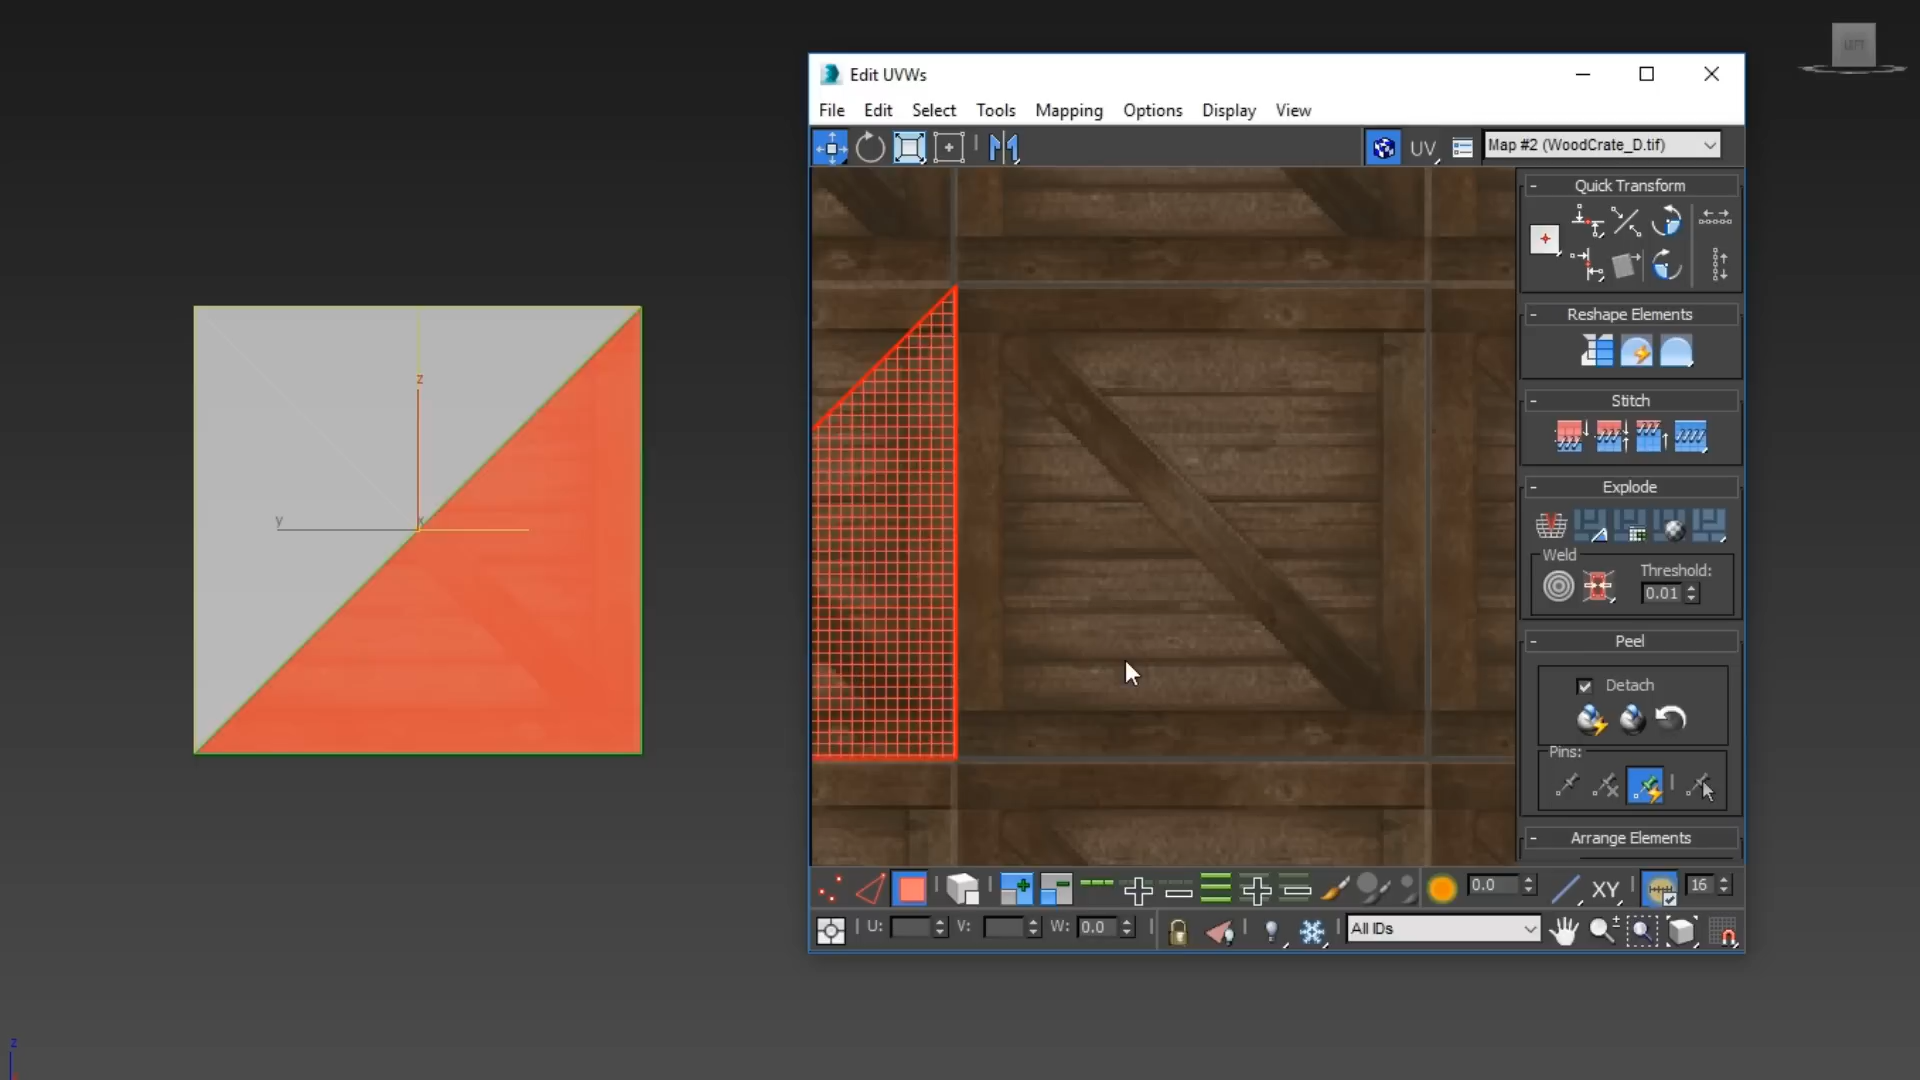 LEFT
Edit UVWs
File Edit Select Tools Mapping Options Display View
UV
Map #2 (WoodCrate_D.tif)
Quick Transform
Reshape Elements
Stitch
Explode
Weld
Threshold:
0.01
Peel
Detach
Pins:
Arrange Elements
0.0
XY
16
U:
V:
W: 0.0
All IDs
z
y
x
z